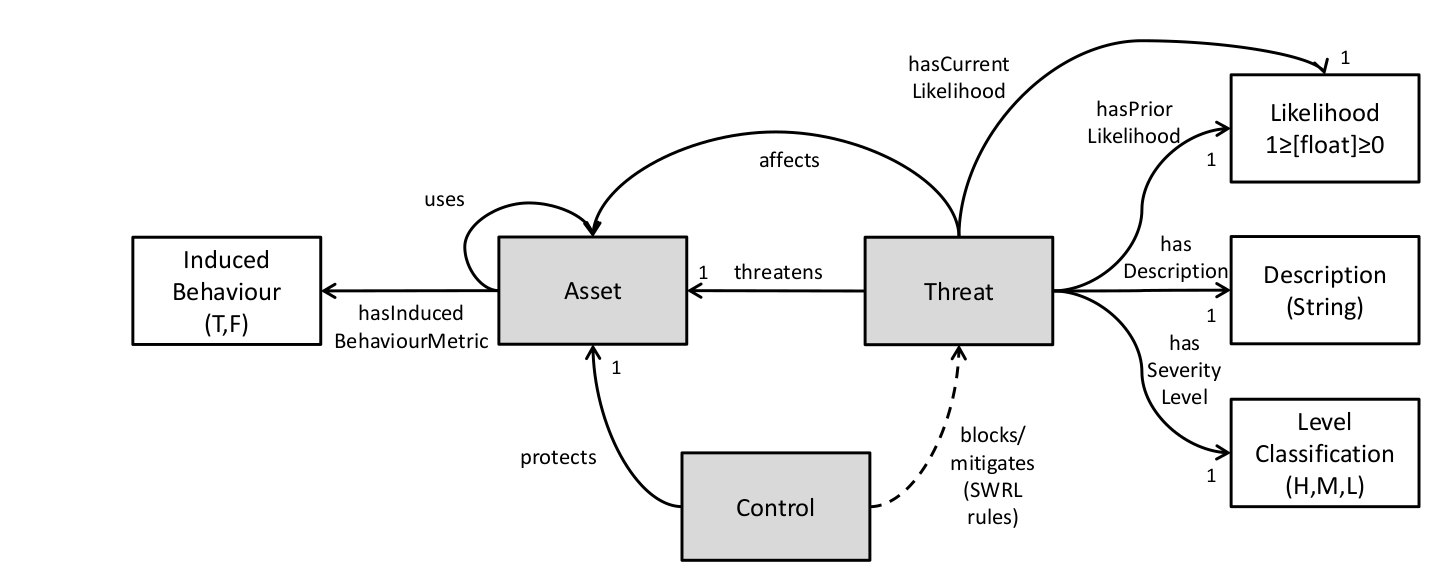 hasCurrent
Likelihood
1
hasPrior
Likelihood
1
Likelihood
1≥[float]≥0
affects
uses
Induced
Behaviour
(T,F)
hasInduced
BehaviourMetric
Asset
1
threatens
Threat
has
Description
1
Description
(String)
has
Severity
Level
1
Level
Classification
(H,M,L)
1
protects
Control
blocks/
mitigates
(SWRL
rules)